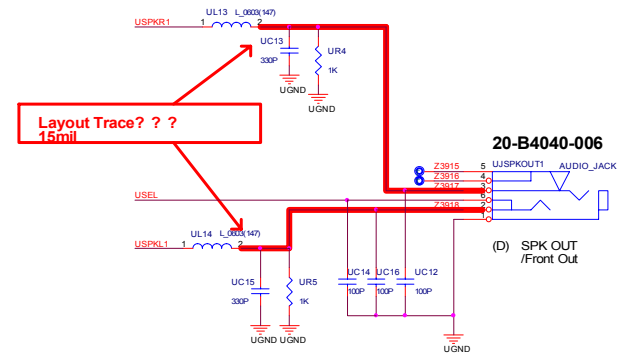 UL13 L_0603(147)
USPKR1 1 2
UC13
330P
UR4
1K
UGND
UGND
Layout Trace? ? ?
15mil
20-B4040-006
Z3915 5 UJSPKOUT1 AUDIO_JACK
Z3916 4
Z3917 3
USEL 6
Z3918 2
1
(D) SPK OUT
/Front Out
UL14 L_0603(147)
USPKL1 1 2
UC15
330P
UR5
1K
UC14 UC16 UC12
100P 100P 100P
UGND UGND
UGND